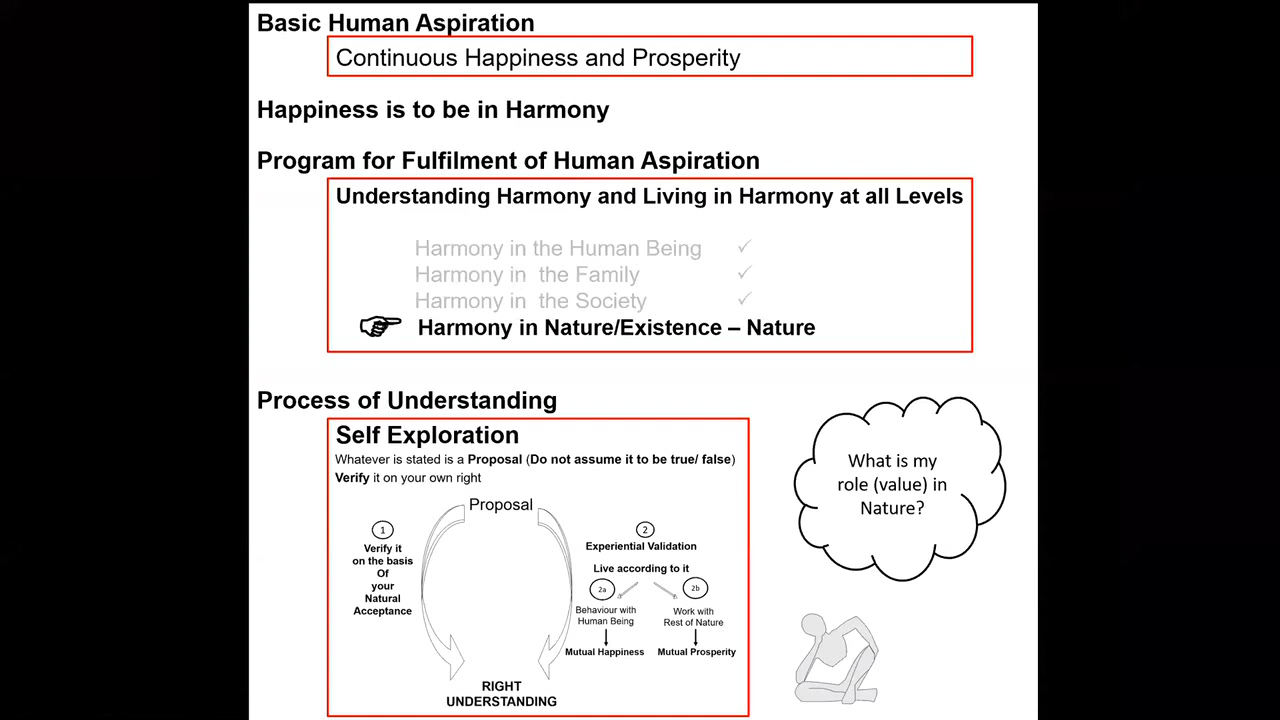 Basic Human Aspiration
Continuous Happiness and Prosperity
Happiness is to be in Harmony
Program for Fulfilment of Human Aspiration
Understanding Harmony and Living in Harmony at all Levels
Harmony in the Human Being ✓
Harmony in the Family ✓
Harmony in the Society ✓
Harmony in Nature/Existence – Nature
Process of Understanding
Self Exploration
Whatever is stated is a Proposal (Do not assume it to be true/ false)
Verify it on your own right
Proposal
1
Verify it
on the basis
Of
your
Natural
Acceptance
2
Experiential Validation
Live according to it
2a
Behaviour with
Human Being
Mutual Happiness
2b
Work with
Rest of Nature
Mutual Prosperity
RIGHT
UNDERSTANDING
What is my
role (value) in
Nature?